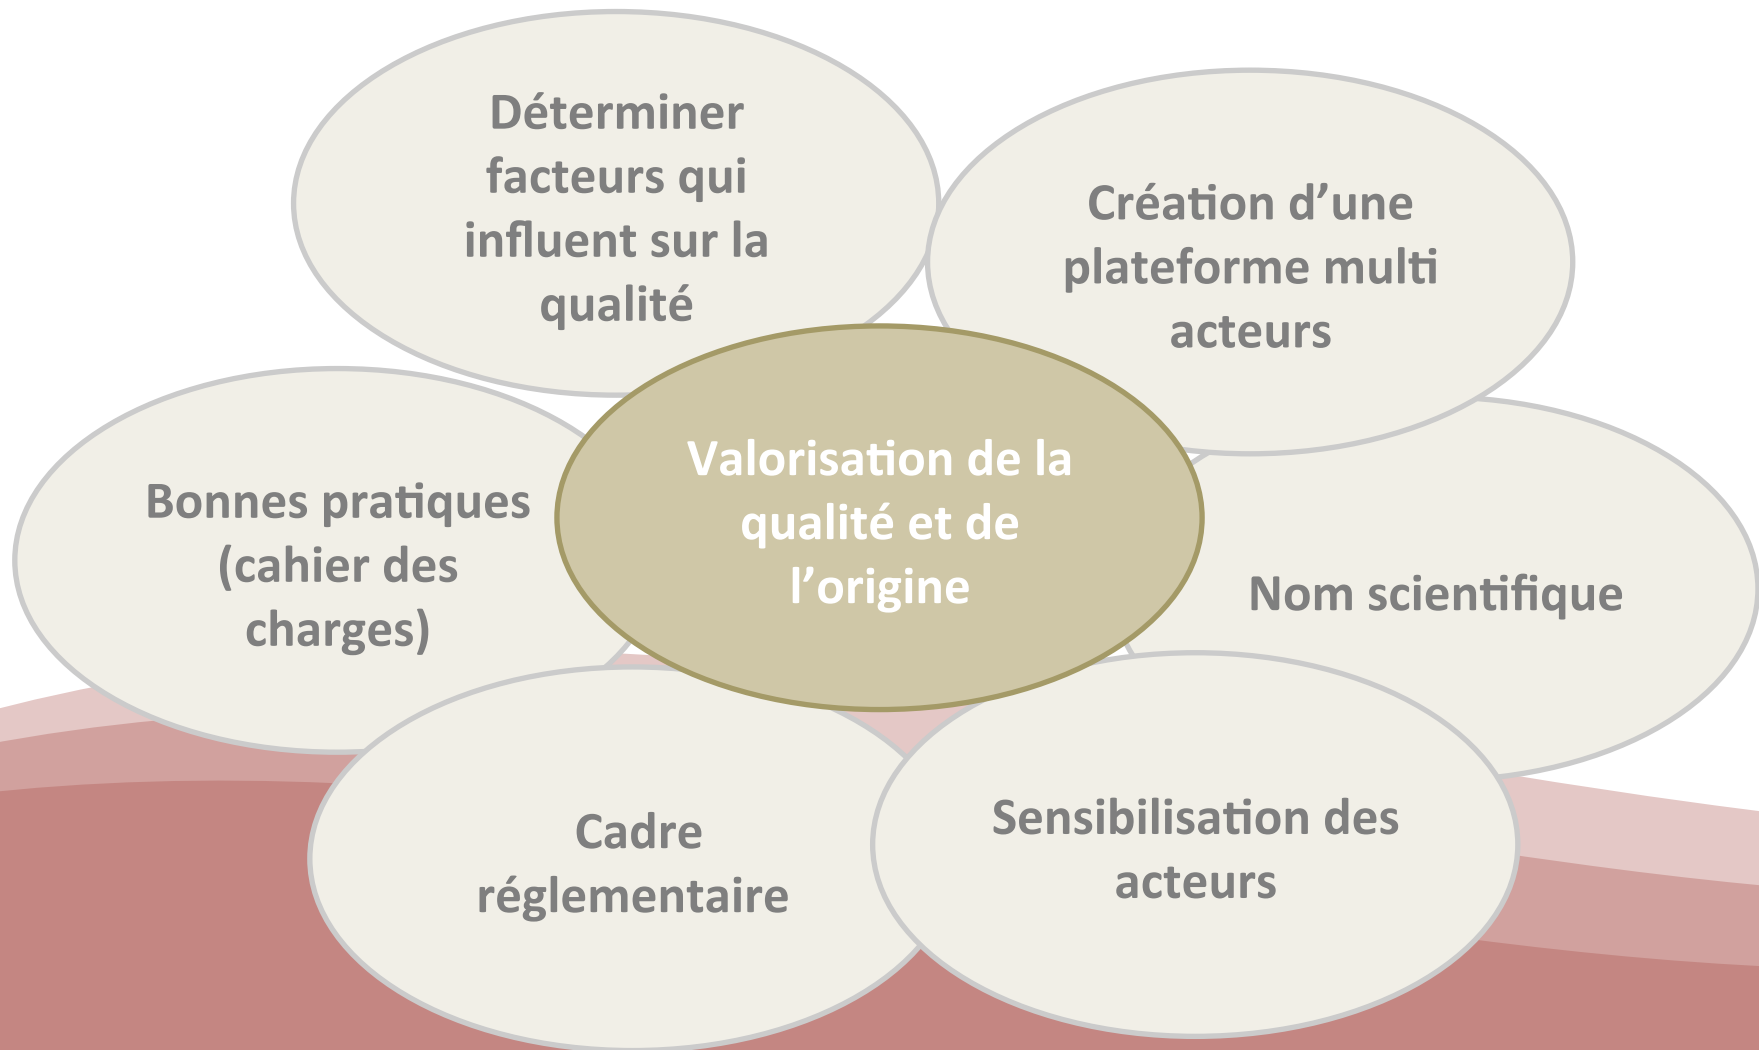 Déterminer
facteurs qui
influent sur la
qualité
Création d’une
plateforme multi
acteurs
Valorisation de la
qualité et de
l’origine
Bonnes pratiques
(cahier des
charges)
Nom scientifique
Cadre
réglementaire
Sensibilisation des
acteurs